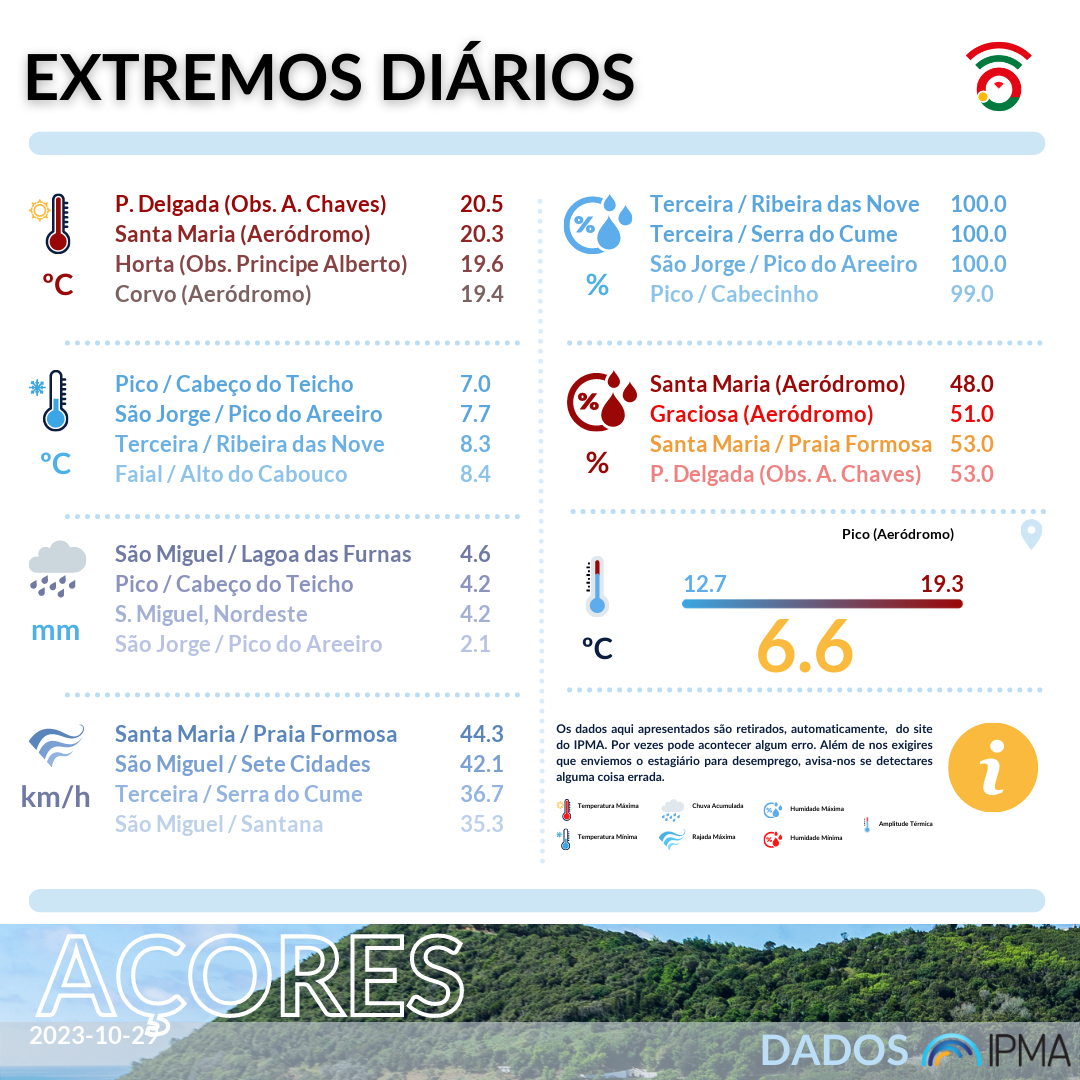 EXTREMOS DIÁRIOS
P. Delgada (Obs. A. Chaves) 20.5
Santa Maria (Aeródromo) 20.3
Horta (Obs. Principe Alberto) 19.6
Corvo (Aeródromo) 19.4
ºC
Terceira / Ribeira das Nove 100.0
Terceira / Serra do Cume 100.0
São Jorge / Pico do Areeiro 100.0
Pico / Cabecinho 99.0
%
Pico / Cabeço do Teicho 7.0
São Jorge / Pico do Areeiro 7.7
Terceira / Ribeira das Nove 8.3
Faial / Alto do Cabouco 8.4
ºC
Santa Maria (Aeródromo) 48.0
Graciosa (Aeródromo) 51.0
Santa Maria / Praia Formosa 53.0
P. Delgada (Obs. A. Chaves) 53.0
%
São Miguel / Lagoa das Furnas 4.6
Pico / Cabeço do Teicho 4.2
S. Miguel, Nordeste 4.2
São Jorge / Pico do Areeiro 2.1
mm
Pico (Aeródromo)
12.7 19.3
6.6
ºC
Santa Maria / Praia Formosa 44.3
São Miguel / Sete Cidades 42.1
Terceira / Serra do Cume 36.7
São Miguel / Santana 35.3
km/h
Os dados aqui apresentados são retirados, automaticamente, do site
do IPMA. Por vezes pode acontecer algum erro. Além de nos exigires
que enviemos o estagiário para desemprego, avisa-nos se detectares
alguma coisa errada.
i
Temperatura Máxima Chuva Acumulada Humidade Máxima
Amplitude Térmica
Temperatura Mínima Rajada Máxima Humidade Mínima
AÇORES
2023-10-29
DADOS IPMA